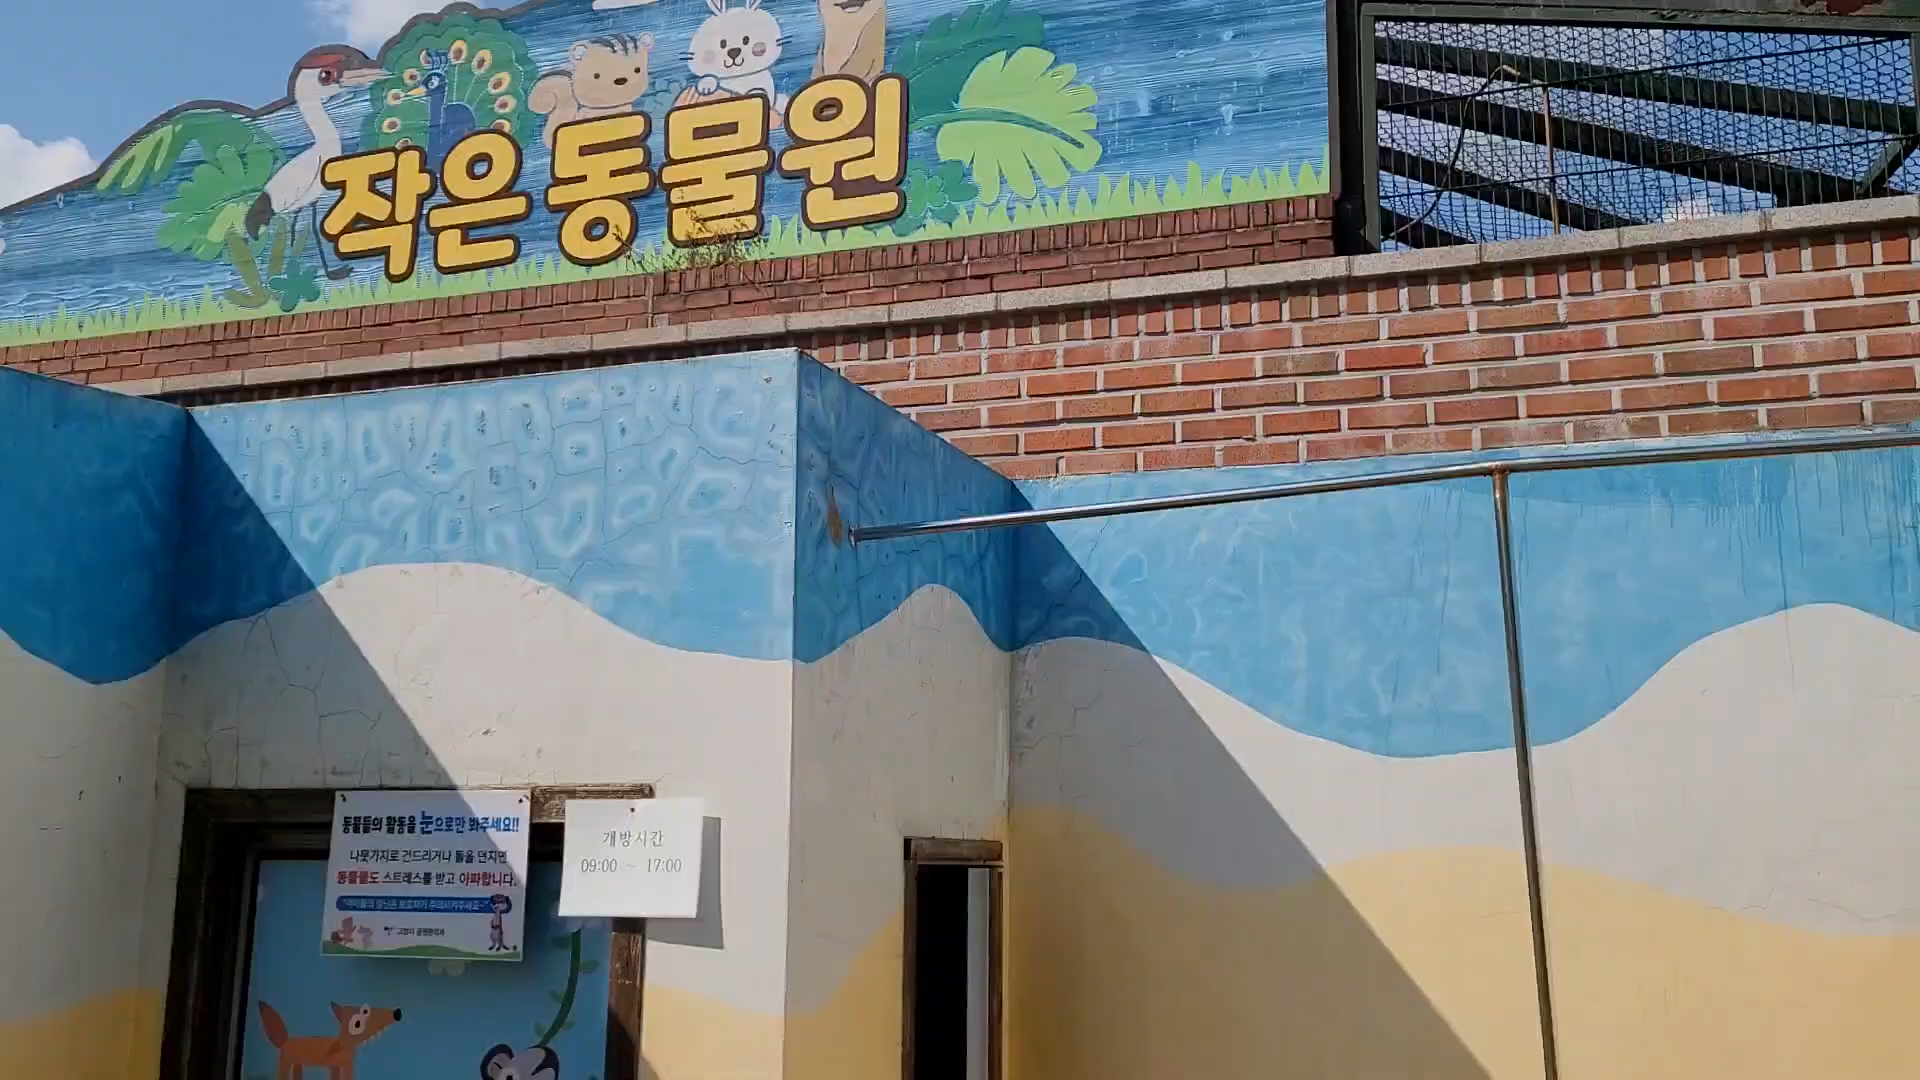 작은 동물원
동물들의 활동을 눈으로만 봐주세요!!
나뭇가지로 건드리거나 돌을 던지면
동물들도 스트레스를 받고 아파합니다.
개방시간
09:00 ~ 17:00